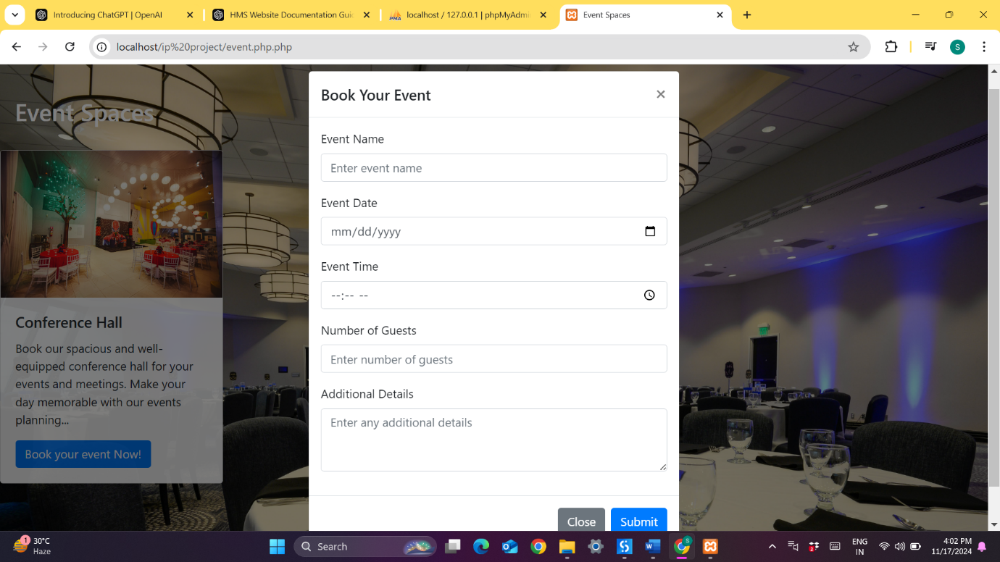 Introducing ChatGPT | OpenAI
HMS Website Documentation Guid
localhost / 127.0.0.1 | phpMyAdmi
Event Spaces
localhost/ip%20project/event.php.php
S
Event Spaces
Conference Hall
Book our spacious and well-
equipped conference hall for your
events and meetings. Make your
day memorable with our events
planning...
Book your event Now!
Book Your Event
Event Name
Enter event name
Event Date
mm/dd/yyyy
Event Time
--:-- --
Number of Guests
Enter number of guests
Additional Details
Enter any additional details
Close
Submit
1
30°C
Haze
Search
ENG
IN
4:02 PM
11/17/2024